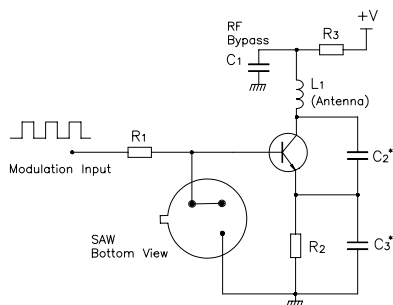 +V
RF
Bypass
R3
C1
L1
(Antenna)
R1
Modulation Input
C2*
SAW
Bottom View
R2
C3*